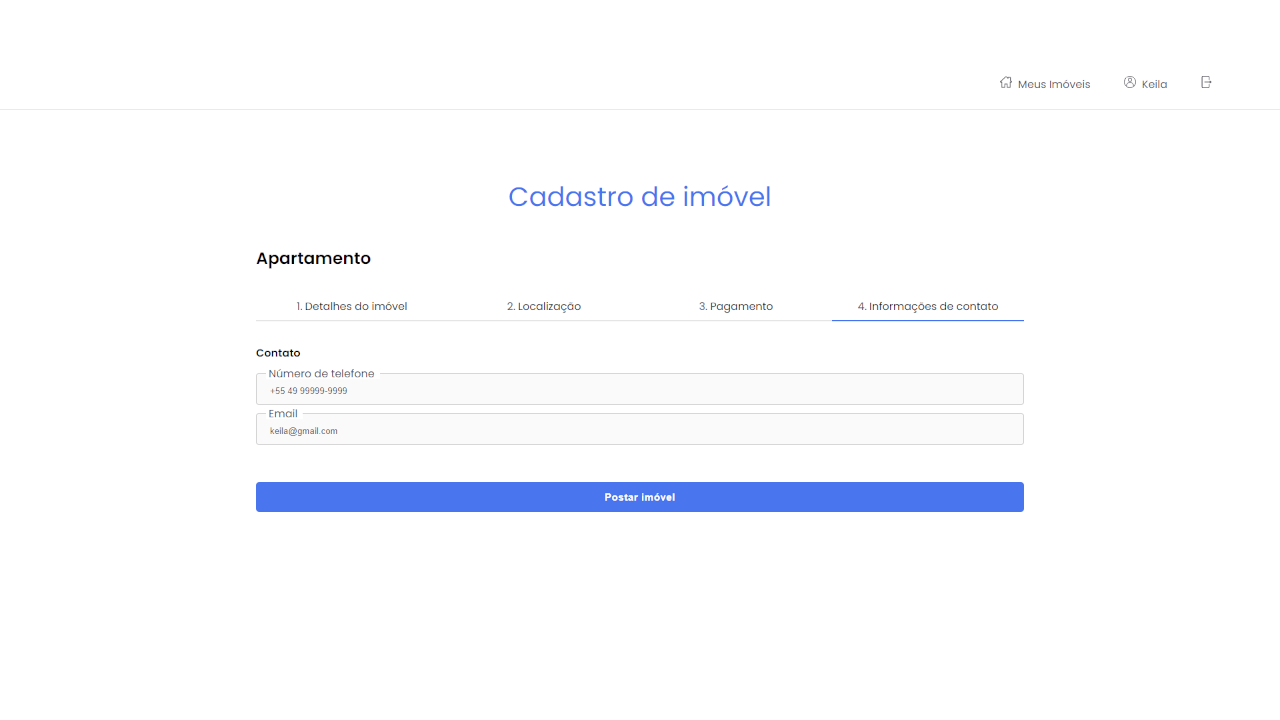 Meus Imóveis Keila
Cadastro de imóvel
Apartamento
1. Detalhes do imóvel 2. Localização 3. Pagamento 4. Informações de contato
Contato
Número de telefone
+55 49 99999-9999
Email
keila@gmail.com
Postar imóvel